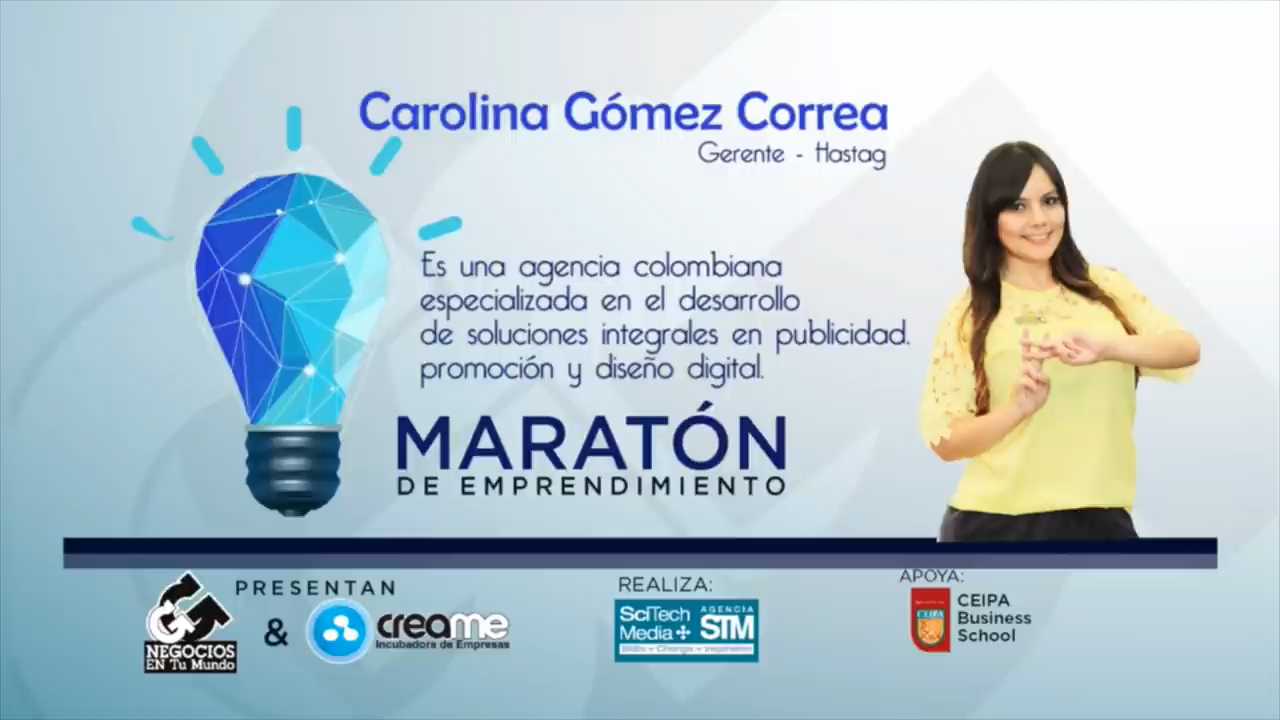 Carolina Gómez Correa
Gerente - Hastag
Es una agencia colombiana
especializada en el desarrollo
de soluciones integrales en publicidad.
promoción y diseño digital.
MARATÓN
DE EMPRENDIMIENTO
PRESENTAN
NEGOCIOS
EN Tu Mundo
&
creame
Incubadora de Empresas
REALIZA:
SciTech
Media
AGENCIA
STM
APOYA:
CEIPA
CEIPA
Business
School